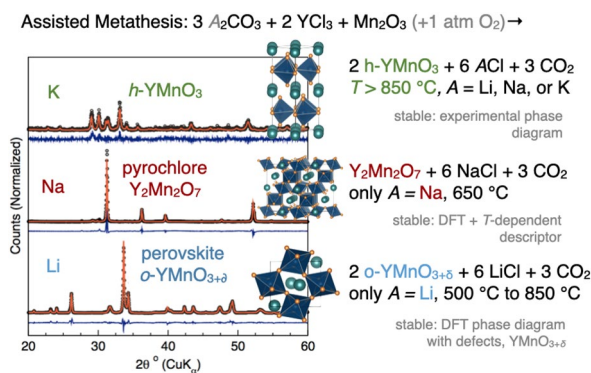 Assisted Metathesis: 3 A₂CO₃ + 2 YCl₃ + Mn₂O₃ (+1 atm O₂)→
K
h-YMnO₃
2 h-YMnO₃ + 6 ACl + 3 CO₂
T > 850 °C, A = Li, Na, or K
stable: experimental phase
diagram
Na
pyrochlore
Y₂Mn₂O₇
Y₂Mn₂O₇ + 6 NaCl + 3 CO₂
only A = Na, 650 °C
stable: DFT + T-dependent
descriptor
Li
perovskite
o-YMnO₃₊∂
2 o-YMnO₃₊δ + 6 LiCl + 3 CO₂
only A = Li, 500 °C to 850 °C
stable: DFT phase diagram
with defects, YMnO₃₊δ
Counts (Normalized)
20 30 40 50 60
2θ ° (CuKα)